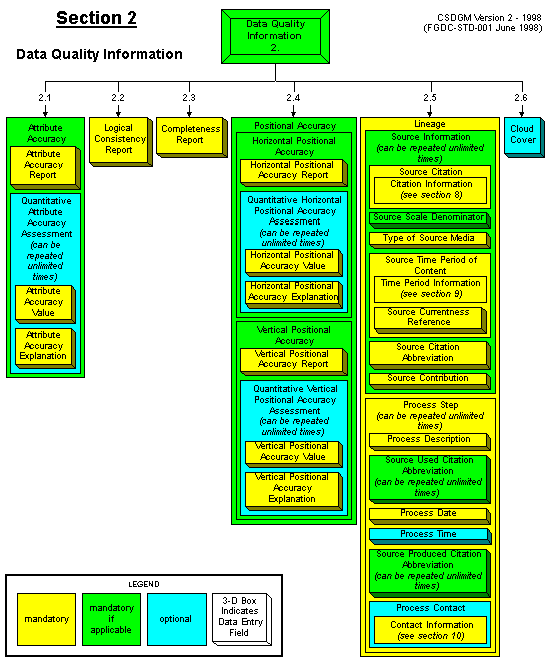 Section 2
Data Quality Information
Data Quality
Information
2.
CSDGM Version 2 - 1998
(FGDC-STD-001 June 1998)
2.1
2.2
2.3
2.4
2.5
2.6
Attribute
Accuracy
Attribute
Accuracy
Report
Quantitative
Attribute
Accuracy
Assessment
(can be
repeated
unlimited
times)
Attribute
Accuracy
Value
Attribute
Accuracy
Explanation
Logical
Consistency
Report
Completeness
Report
Positional Accuracy
Horizontal Positional
Accuracy
Horizontal Positional
Accuracy Report
Quantitative Horizontal
Positional Accuracy
Assessment
(can be repeated
unlimited times)
Horizontal Positional
Accuracy Value
Horizontal Positional
Accuracy Explanation
Vertical Positional
Accuracy
Vertical Positional
Accuracy Report
Quantitative Vertical
Positional Accuracy
Assessment
(can be repeated
unlimited times)
Vertical Positional
Accuracy Value
Vertical Positional
Accuracy
Explanation
Lineage
Source Information
(can be repeated unlimited
times)
Source Citation
Citation Information
(see section 8)
Source Scale Denominator
Type of Source Media
Source Time Period of
Content
Time Period Information
(see section 9)
Source Currentness
Reference
Source Citation
Abbreviation
Source Contribution
Process Step
(can be repeated unlimited
times)
Process Description
Source Used Citation
Abbreviation
(can be repeated unlimited
times)
Process Date
Process Time
Source Produced Citation
Abbreviation
(can be repeated unlimited
times)
Process Contact
Contact Information
(see section 10)
Cloud
Cover
LEGEND
mandatory
mandatory
if
applicable
optional
3-D Box
Indicates
Data Entry
Field